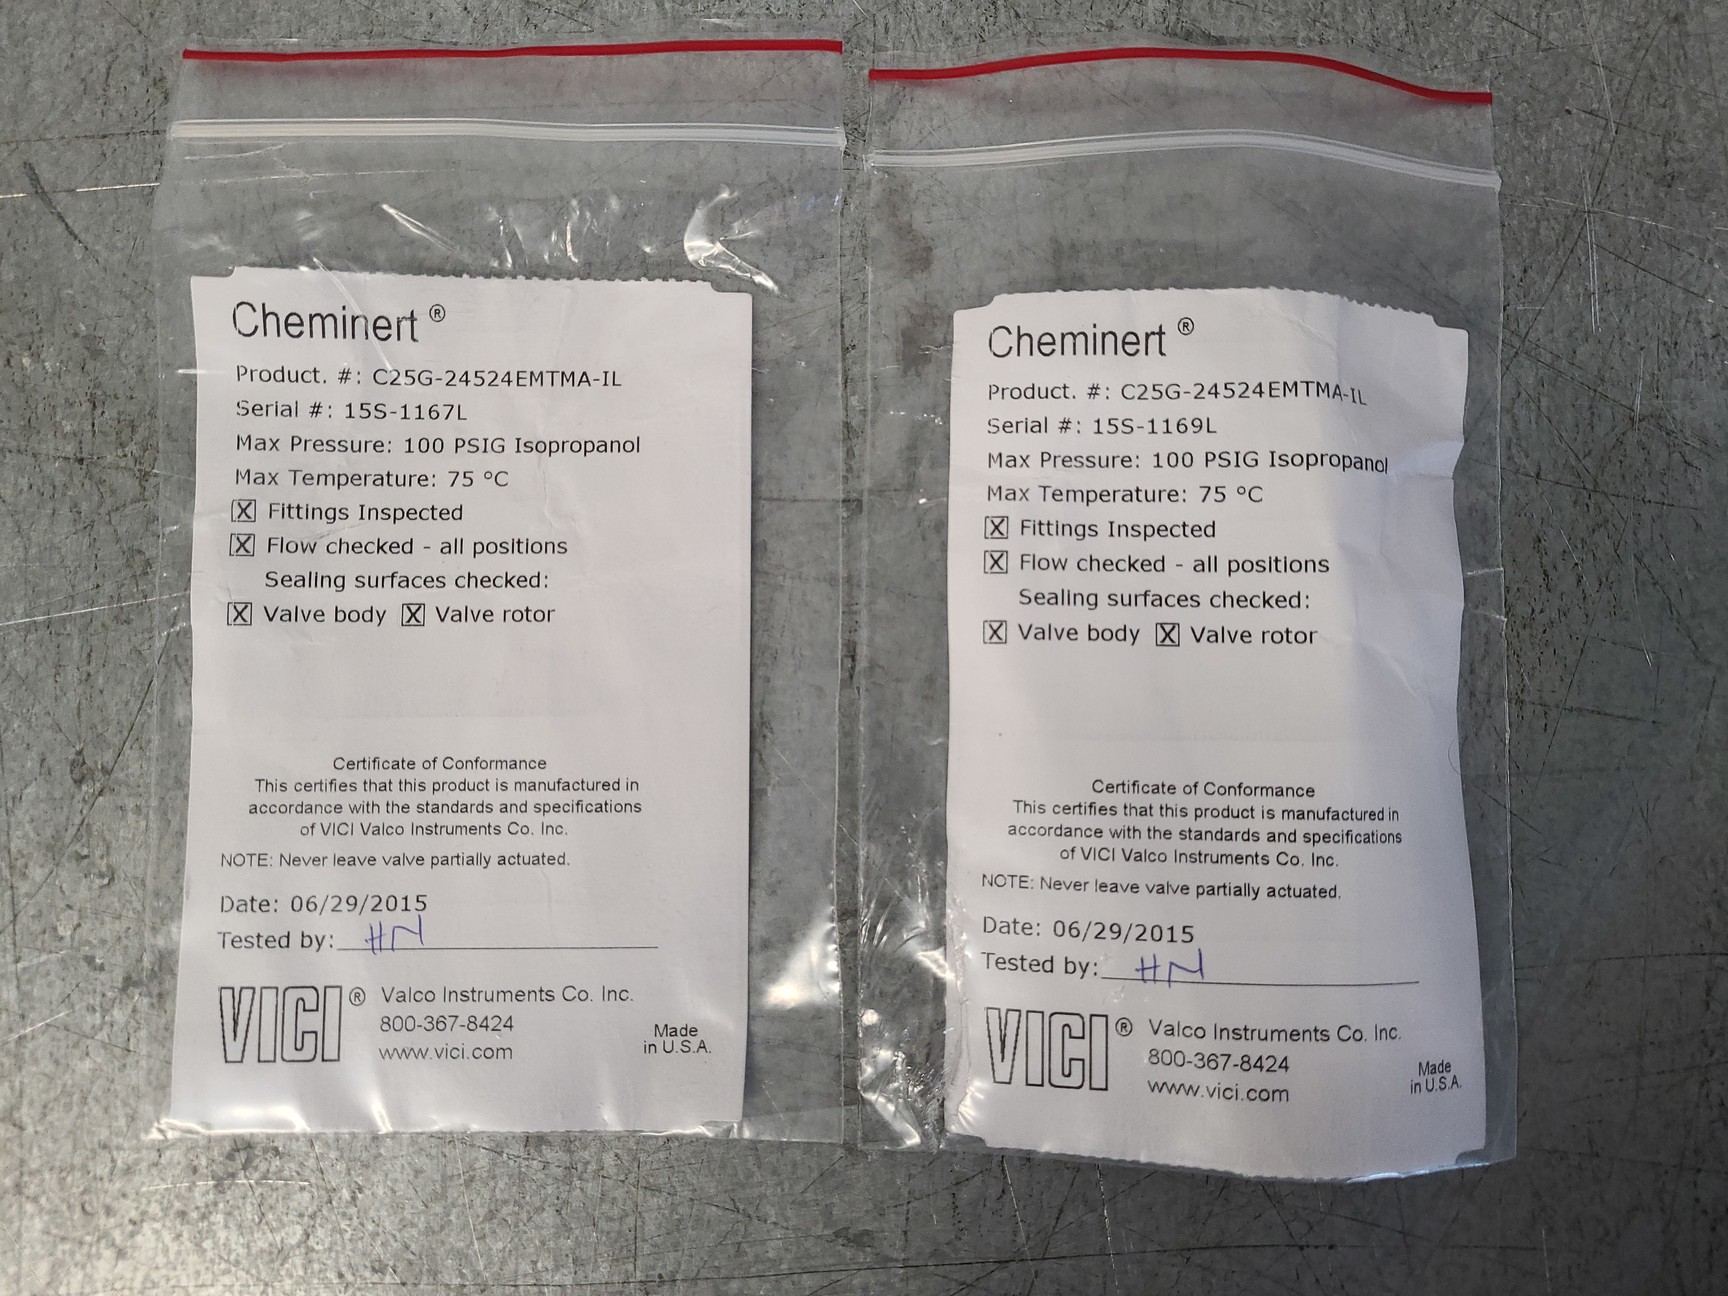 Cheminert ®
Product. #: C25G-24524EMTMA-IL
Serial #: 15S-1167L
Max Pressure: 100 PSIG Isopropanol
Max Temperature: 75 °C
X Fittings Inspected
X Flow checked - all positions
Sealing surfaces checked:
X Valve body X Valve rotor
Certificate of Conformance
This certifies that this product is manufactured in
accordance with the standards and specifications
of VICI Valco Instruments Co. Inc.
NOTE: Never leave valve partially actuated.
Date: 06/29/2015
Tested by: HN
VICI ® Valco Instruments Co. Inc.
800-367-8424
www.vici.com
Made
in U.S.A.
Cheminert ®
Product. #: C25G-24524EMTMA-IL
Serial #: 15S-1169L
Max Pressure: 100 PSIG Isopropanol
Max Temperature: 75 °C
X Fittings Inspected
X Flow checked - all positions
Sealing surfaces checked:
X Valve body X Valve rotor
Certificate of Conformance
This certifies that this product is manufactured in
accordance with the standards and specifications
of VICI Valco Instruments Co. Inc.
NOTE: Never leave valve partially actuated.
Date: 06/29/2015
Tested by: HN
VICI ® Valco Instruments Co. Inc.
800-367-8424
www.vici.com
Made
in U.S.A.